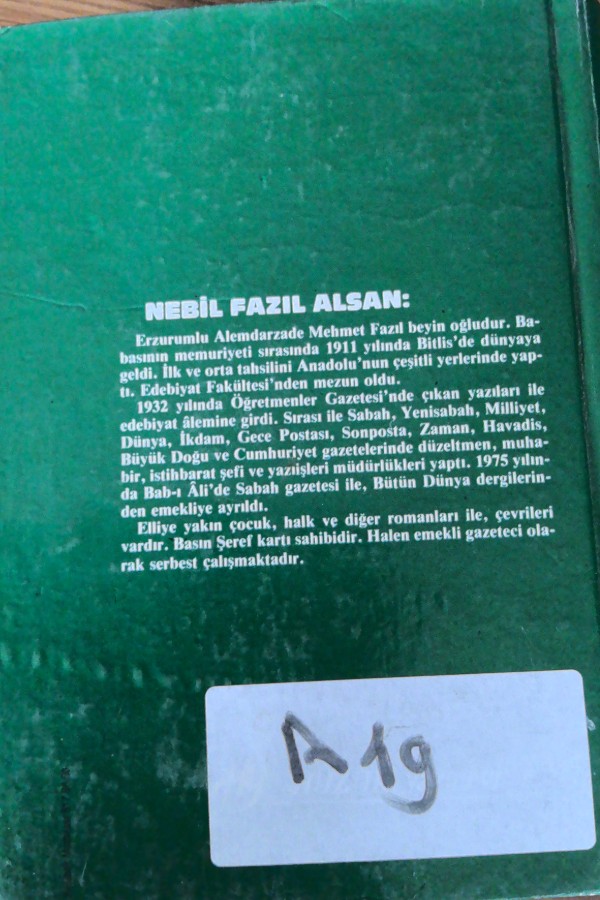 NEBİL FAZIL ALSAN:
Erzurumlu Alemdarzade Mehmet Fazıl beyin oğludur. Ba-
basının memuriyeti sırasında 1911 yılında Bitlis'de dünyaya
geldi. İlk ve orta tahsilini Anadolu'nun çeşitli yerlerinde yap-
tı. Edebiyat Fakültesi'nden mezun oldu.
1932 yılında Öğretmenler Gazetesi'nde çıkan yazıları ile
edebiyat âlemine girdi. Sırası ile Sabah, Yenisabah, Milliyet,
Dünya, İkdam, Gece Postası, Sonposta, Zaman, Havadis,
Büyük Doğu ve Cumhuriyet gazetelerinde düzeltmen, muha-
bir, istihbarat şefi ve yazıişleri müdürlükleri yaptı. 1975 yılın-
da Bab-ı Âli'de Sabah gazetesi ile, Bütün Dünya dergilerin-
den emekliye ayrıldı.
Elliye yakın çocuk, halk ve diğer romanları ile, çevrileri
vardır. Basın Şeref kartı sahibidir. Halen emekli gazeteci ola-
rak serbest çalışmaktadır.
A 19